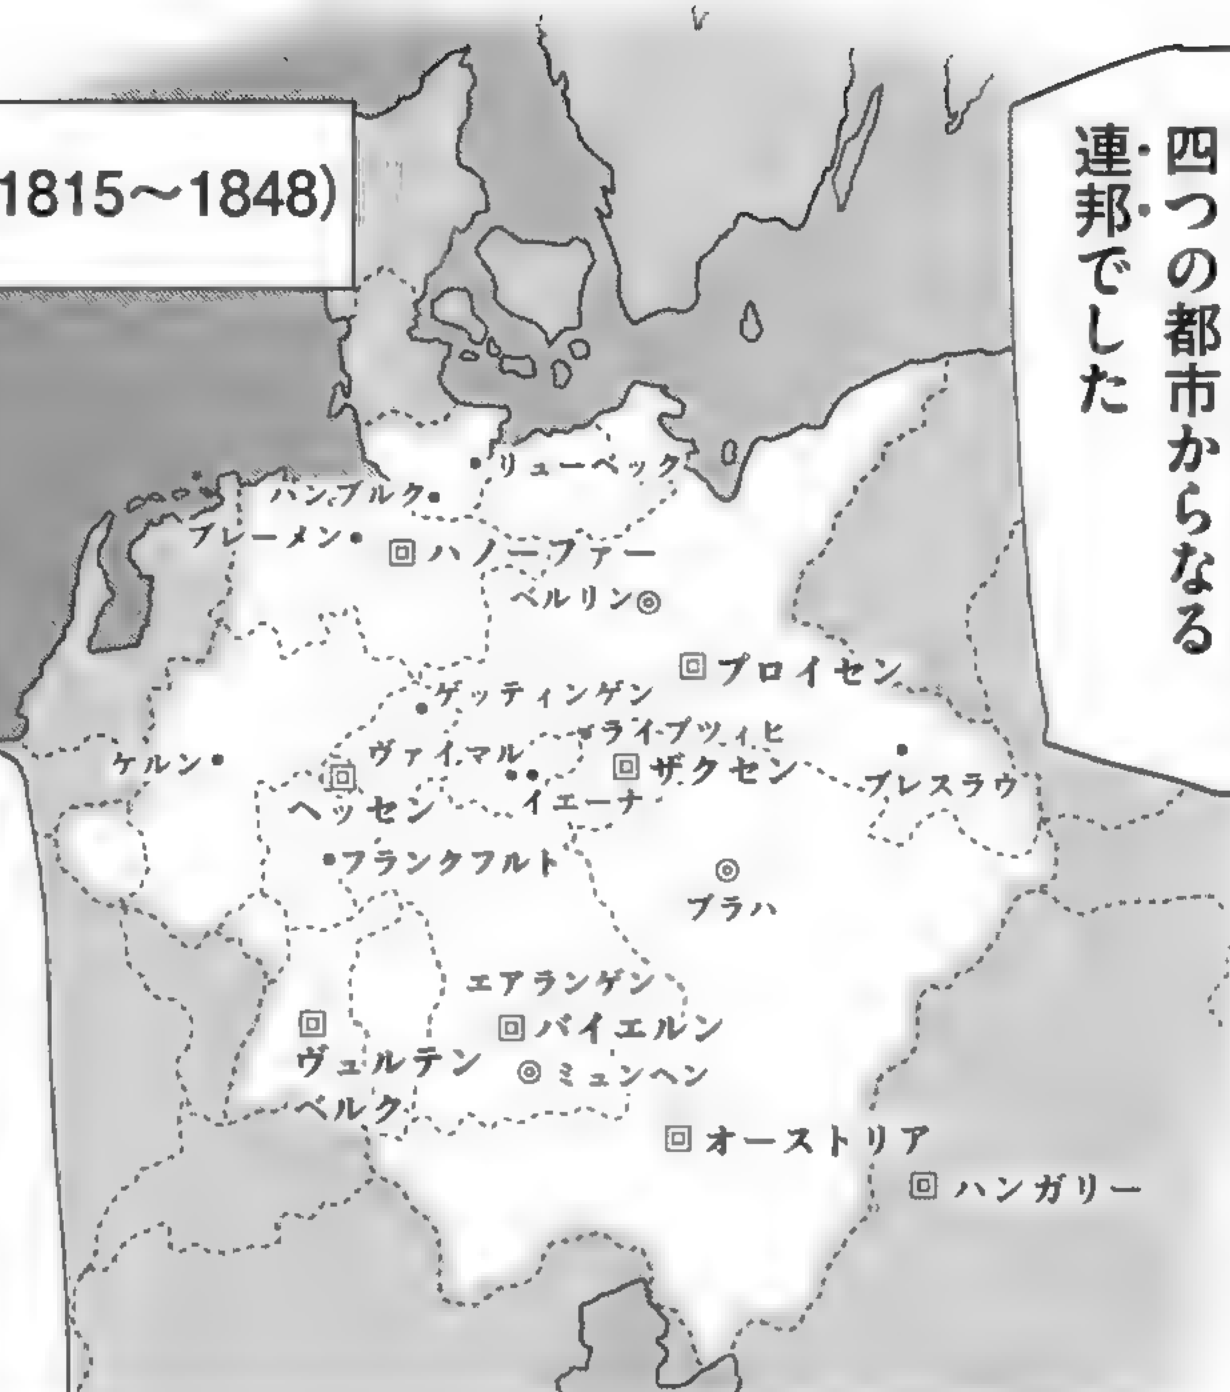 四つの都市からなる
連邦でした
1815～1848)
リューベック
ハンブルク
ブレーメン
ハノーファー
ベルリン
プロイセン
ゲッティンゲン
ライプツィヒ
ヴァイマル
ケルン
ザクセン
ブレスラウ
ヘッセン
イエーナ
フランクフルト
プラハ
エアランゲン
バイエルン
ヴュルテン
ベルク
ミュンヘン
オーストリア
ハンガリー